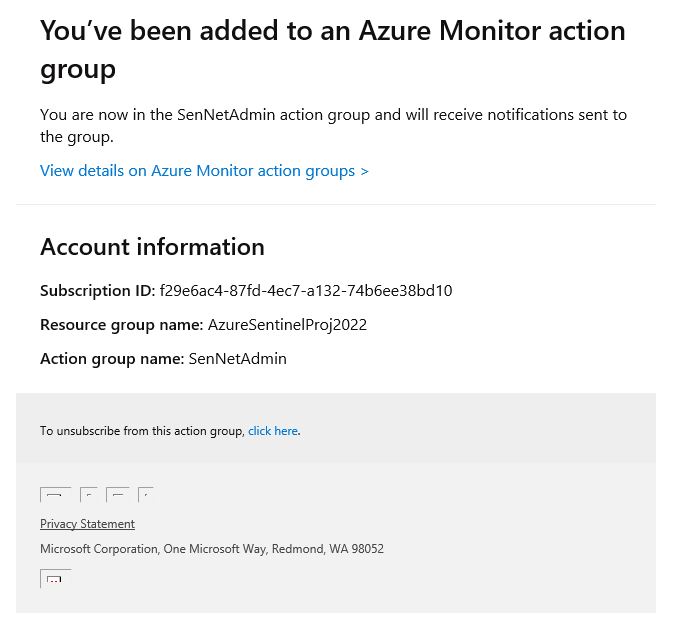 You’ve been added to an Azure Monitor action
group
You are now in the SenNetAdmin action group and will receive notifications sent to
the group.
View details on Azure Monitor action groups >
Account information
Subscription ID: f29e6ac4-87fd-4ec7-a132-74b6ee38bd10
Resource group name: AzureSentinelProj2022
Action group name: SenNetAdmin
To unsubscribe from this action group, click here.
Privacy Statement
Microsoft Corporation, One Microsoft Way, Redmond, WA 98052